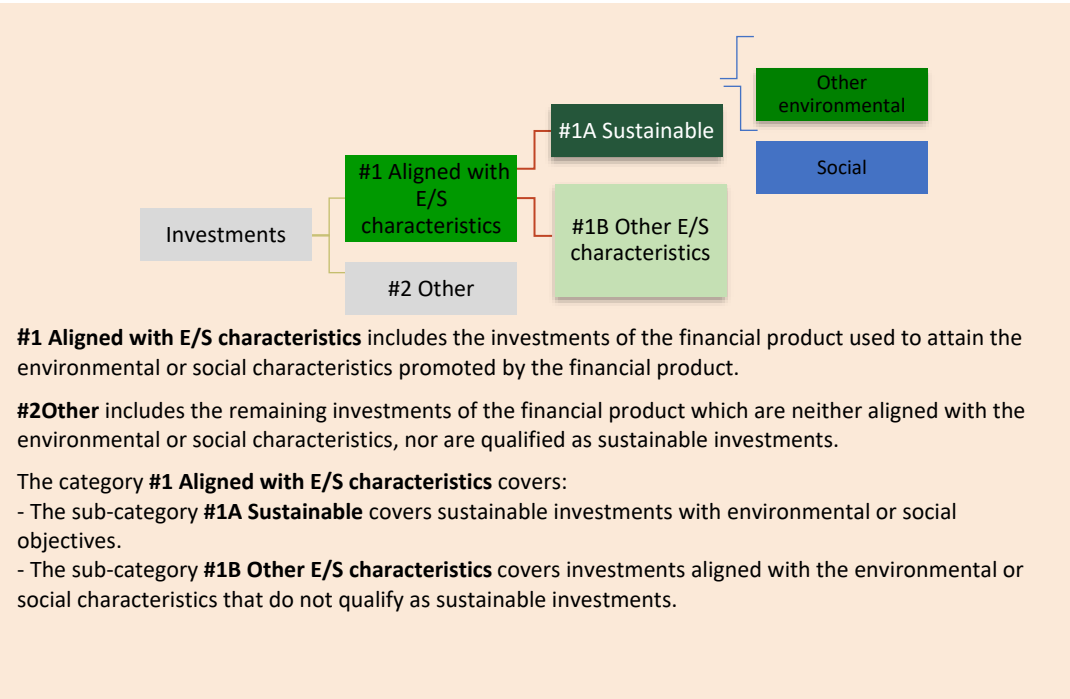 Other
environmental
#1A Sustainable
Social
#1 Aligned with
E/S
characteristics
#1B Other E/S
characteristics
Investments
#2 Other
#1 Aligned with E/S characteristics includes the investments of the financial product used to attain the
environmental or social characteristics promoted by the financial product.
#2Other includes the remaining investments of the financial product which are neither aligned with the
environmental or social characteristics, nor are qualified as sustainable investments.
The category #1 Aligned with E/S characteristics covers:
- The sub-category #1A Sustainable covers sustainable investments with environmental or social
objectives.
- The sub-category #1B Other E/S characteristics covers investments aligned with the environmental or
social characteristics that do not qualify as sustainable investments.